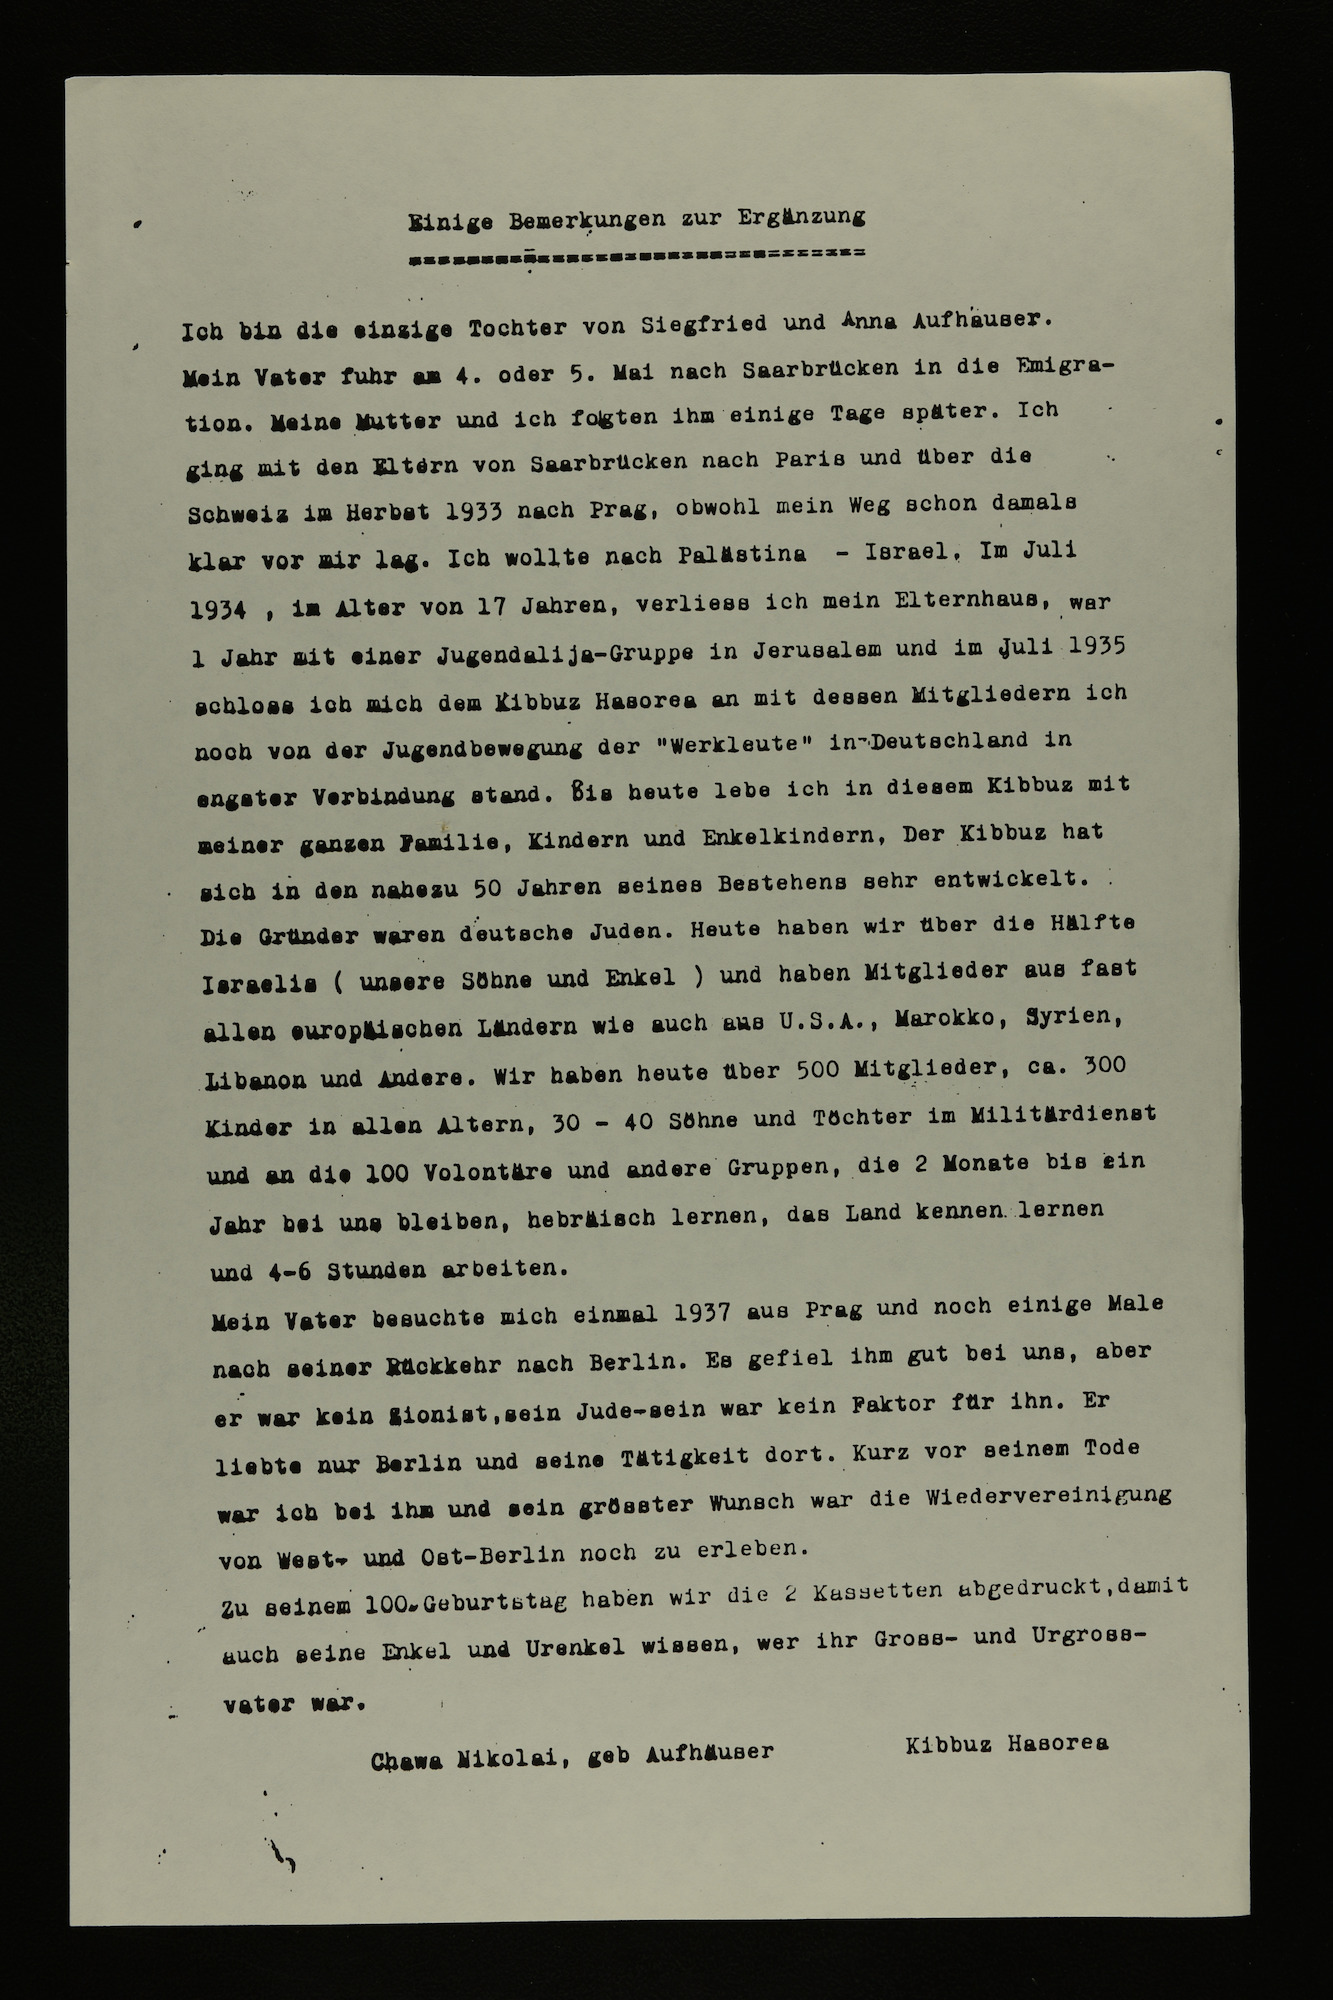 Einige Bemerkungen zur Ergänzung
================================
Ich bin die einzige Tochter von Siegfried und Anna Aufhäuser.
Mein Vater fuhr am 4. oder 5. Mai nach Saarbrücken in die Emigra-
tion. Meine Mutter und ich folgten ihm einige Tage später. Ich
ging mit den Eltern von Saarbrücken nach Paris und über die
Schweiz im Herbst 1933 nach Prag, obwohl mein Weg schon damals
klar vor mir lag. Ich wollte nach Palästina - Israel. Im Juli
1934 , im Alter von 17 Jahren, verliess ich mein Elternhaus, war
1 Jahr mit einer Jugendalija-Gruppe in Jerusalem und im Juli 1935
schloss ich mich dem Kibbuz Hasorea an mit dessen Mitgliedern ich
noch von der Jugendbewegung der "Werkleute" in-Deutschland in
engster Verbindung stand. Bis heute lebe ich in diesem Kibbuz mit
meiner ganzen Familie, Kindern und Enkelkindern, Der Kibbuz hat
sich in den nahezu 50 Jahren seines Bestehens sehr entwickelt.
Die Gründer waren deutsche Juden. Heute haben wir über die Hälfte
Israelis ( unsere Söhne und Enkel ) und haben Mitglieder aus fast
allen europäischen Ländern wie auch aus U.S.A., Marokko, Syrien,
Libanon und Andere. Wir haben heute über 500 Mitglieder, ca. 300
Kinder in allen Altern, 30 - 40 Söhne und Töchter im Militärdienst
und an die 100 Volontäre und andere Gruppen, die 2 Monate bis ein
Jahr bei uns bleiben, hebräisch lernen, das Land kennen lernen
und 4-6 Stunden arbeiten.
Mein Vater besuchte mich einmal 1937 aus Prag und noch einige Male
nach seiner Rückkehr nach Berlin. Es gefiel ihm gut bei uns, aber
er war kein Zionist,sein Jude-sein war kein Faktor für ihn. Er
liebte nur Berlin und seine Tätigkeit dort. Kurz vor seinem Tode
war ich bei ihm und sein grösster Wunsch war die Wiedervereinigung
von West- und Ost-Berlin noch zu erleben.
Zu seinem 100.Geburtstag haben wir die 2 Kassetten abgedruckt,damit
auch seine Enkel und Urenkel wissen, wer ihr Gross- und Urgross-
vater war.
Chawa Nikolai, geb Aufhäuser Kibbuz Hasorea